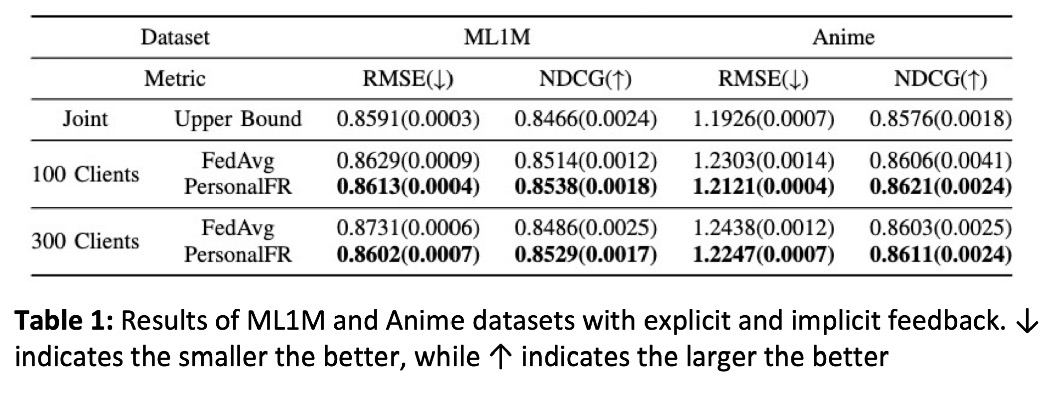 Dataset ML1M Anime
Metric RMSE(↓) NDCG(↑) RMSE(↓) NDCG(↑)
Joint Upper Bound 0.8591(0.0003) 0.8466(0.0024) 1.1926(0.0007) 0.8576(0.0018)
100 Clients FedAvg 0.8629(0.0009) 0.8514(0.0012) 1.2303(0.0014) 0.8606(0.0041)
PersonalFR 0.8613(0.0004) 0.8538(0.0018) 1.2121(0.0004) 0.8621(0.0024)
300 Clients FedAvg 0.8731(0.0006) 0.8486(0.0025) 1.2438(0.0012) 0.8603(0.0025)
PersonalFR 0.8602(0.0007) 0.8529(0.0017) 1.2247(0.0007) 0.8611(0.0024)
Table 1: Results of ML1M and Anime datasets with explicit and implicit feedback. ↓
indicates the smaller the better, while ↑ indicates the larger the better